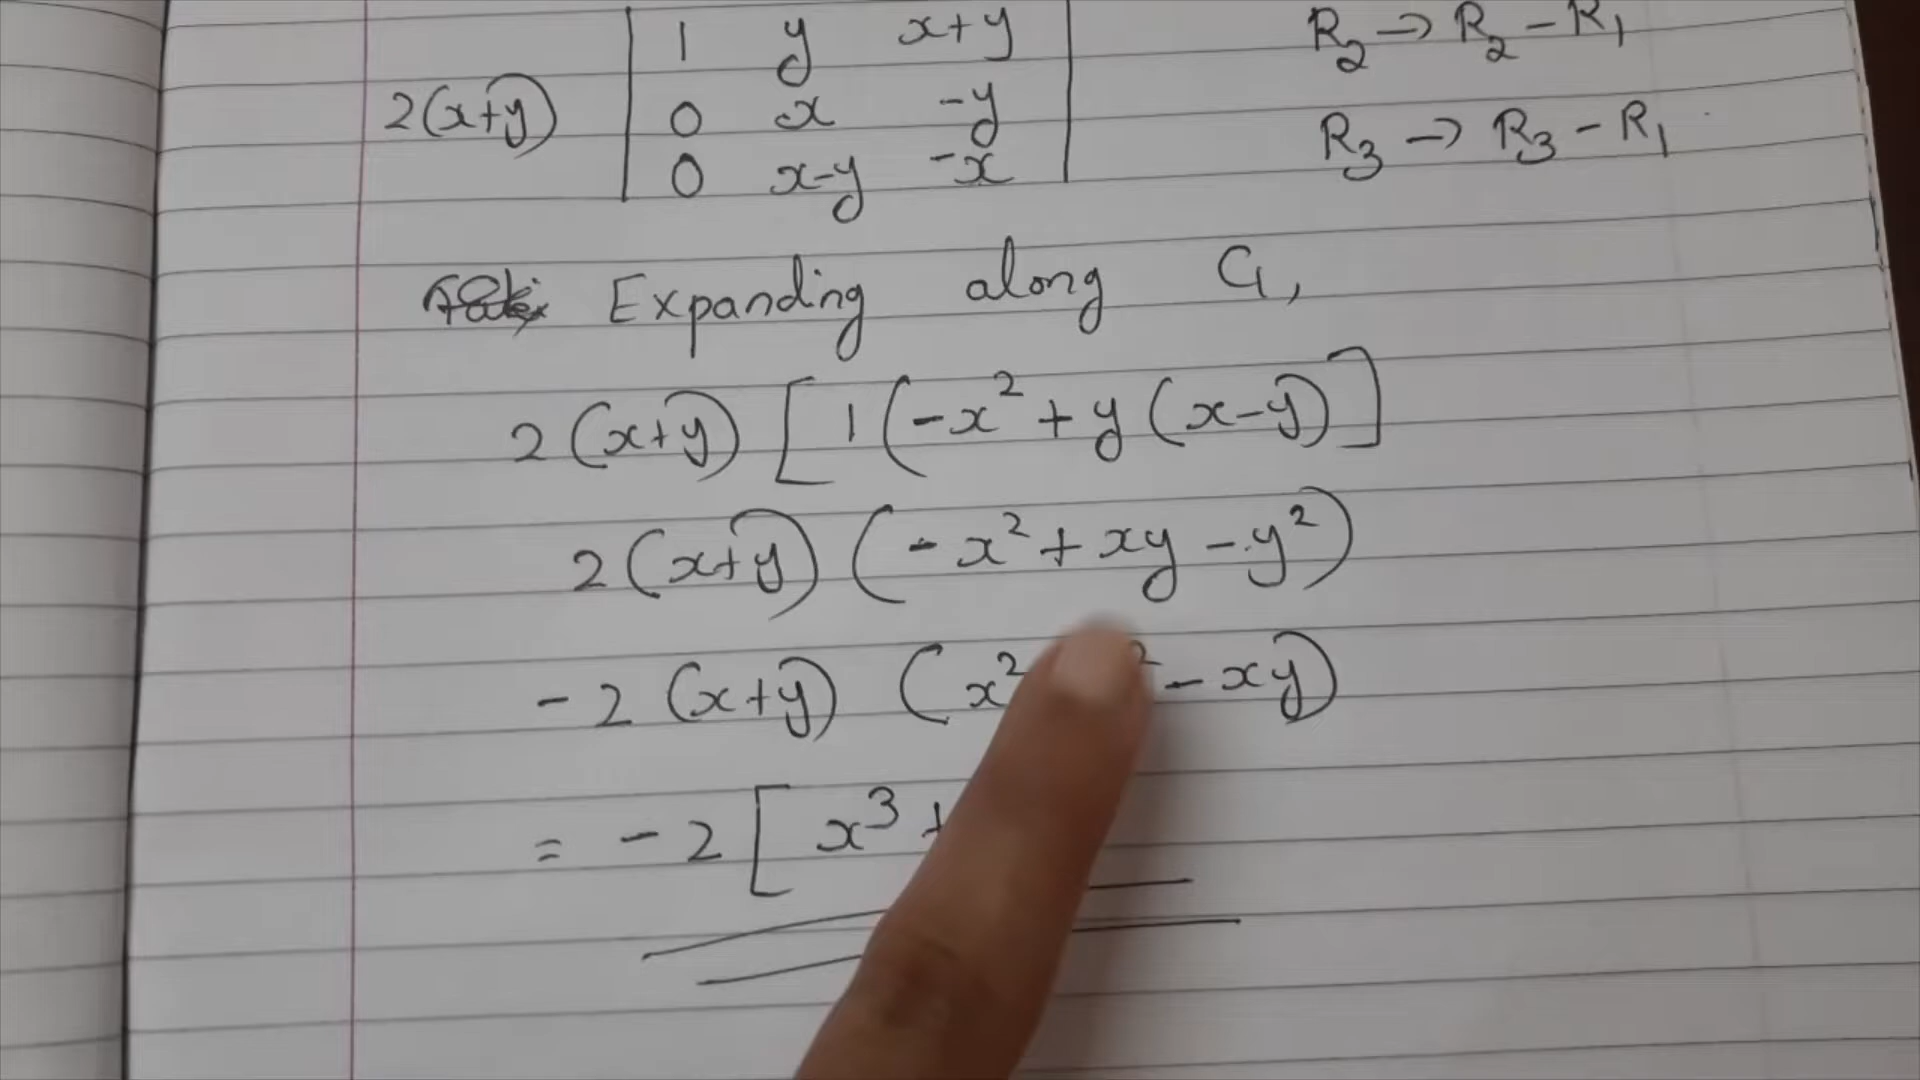 1 y x+y R2 → R2 - R1
2(x+y) 0 x -y
0 x-y -x R3 → R3 - R1
Expanding along C1,
2(x+y) [1(-x² + y(x-y)]
2(x+y) (-x² + xy - y²)
-2 (x+y) (x² ² - xy)
= -2 [x³ +